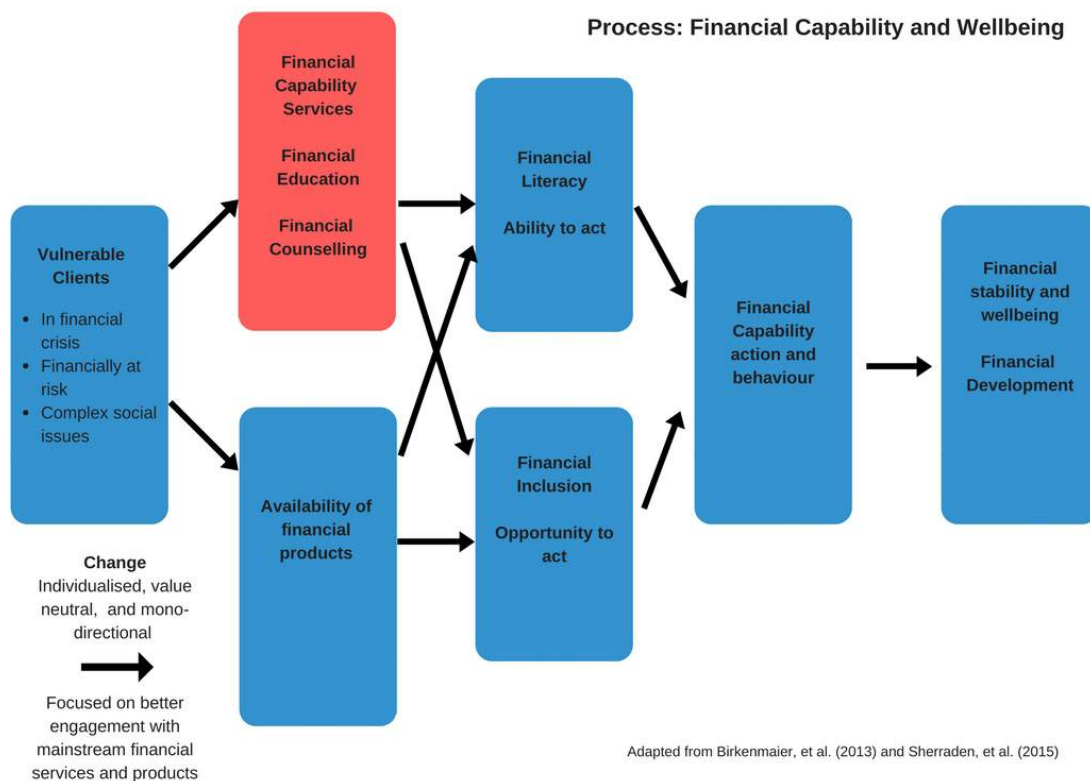 Process: Financial Capability and Wellbeing
Financial
Capability
Services
Financial
Education
Financial
Counselling
Financial
Literacy
Ability to act
Vulnerable
Clients
• In financial
crisis
• Financially at
risk
• Complex social
issues
Availability of
financial
products
Financial
Inclusion
Opportunity to
act
Financial
Capability
action and
behaviour
Financial
stability and
wellbeing
Financial
Development
Change
Individualised, value
neutral, and mono-
directional
Focused on better
engagement with
mainstream financial
services and products
Adapted from Birkenmaier, et al. (2013) and Sherraden, et al. (2015)